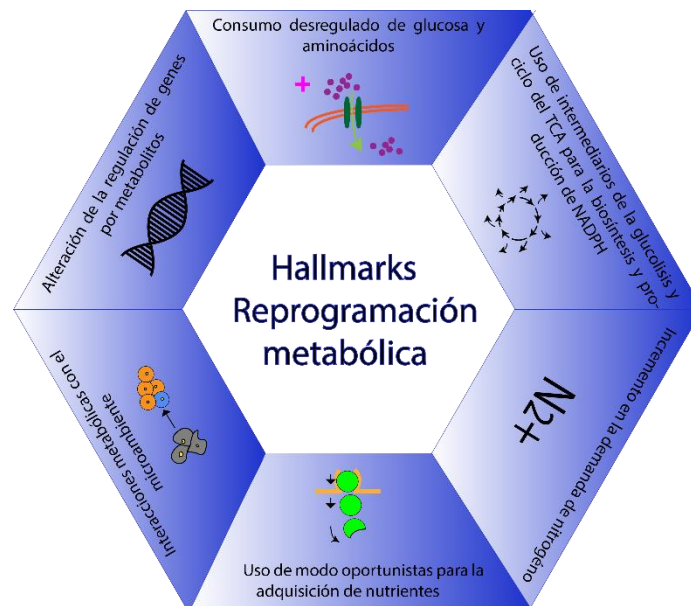 Consumo desregulado de glucosa y
aminoácidos
Uso de intermediarios de la glucolisis y
ciclo del TCA para la biosíntesis y pro-
ducción de NADPH
Incremento en la demanda de nitrogéno
N2+
Uso de modo oportunistas para la
adquisición de nutrientes
Interacciones metabólicas con el
microambiente
Alteración de la regulación de genes
por metabolitos
+
Hallmarks
Reprogramación
metabólica